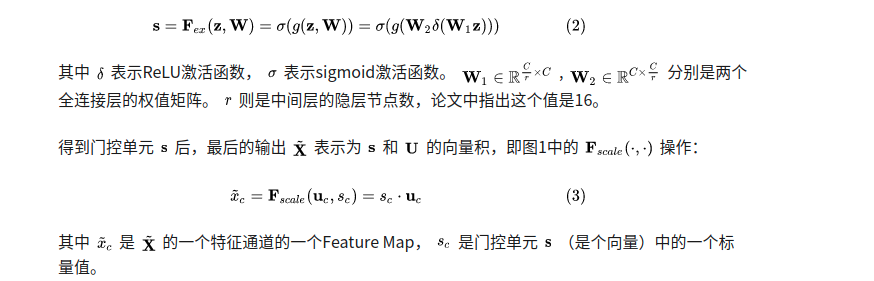 $\mathbf{s} = \mathbf{F}_{ex}(\mathbf{z}, \mathbf{W}) = \sigma(g(\mathbf{z}, \mathbf{W})) = \sigma(g(\mathbf{W}_2\delta(\mathbf{W}_1\mathbf{z})))$ (2)
其中 $\delta$ 表示ReLU激活函数， $\sigma$ 表示sigmoid激活函数。 $\mathbf{W}_1 \in \mathbb{R}^{\frac{C}{r} \times C}$ ，$\mathbf{W}_2 \in \mathbb{R}^{C \times \frac{C}{r}}$ 分别是两个
全连接层的权值矩阵。 $r$ 则是中间层的隐层节点数，论文中指出这个值是16。
得到门控单元 $\mathbf{s}$ 后，最后的输出 $\tilde{\mathbf{X}}$ 表示为 $\mathbf{s}$ 和 $\mathbf{U}$ 的向量积，即图1中的 $\mathbf{F}_{scale}(\cdot, \cdot)$ 操作：
$\tilde{x}_c = \mathbf{F}_{scale}(\mathbf{u}_c, s_c) = s_c \cdot \mathbf{u}_c$ (3)
其中 $\tilde{x}_c$ 是 $\tilde{\mathbf{X}}$ 的一个特征通道的一个Feature Map， $s_c$ 是门控单元 $\mathbf{s}$ （是个向量）中的一个标
量值。